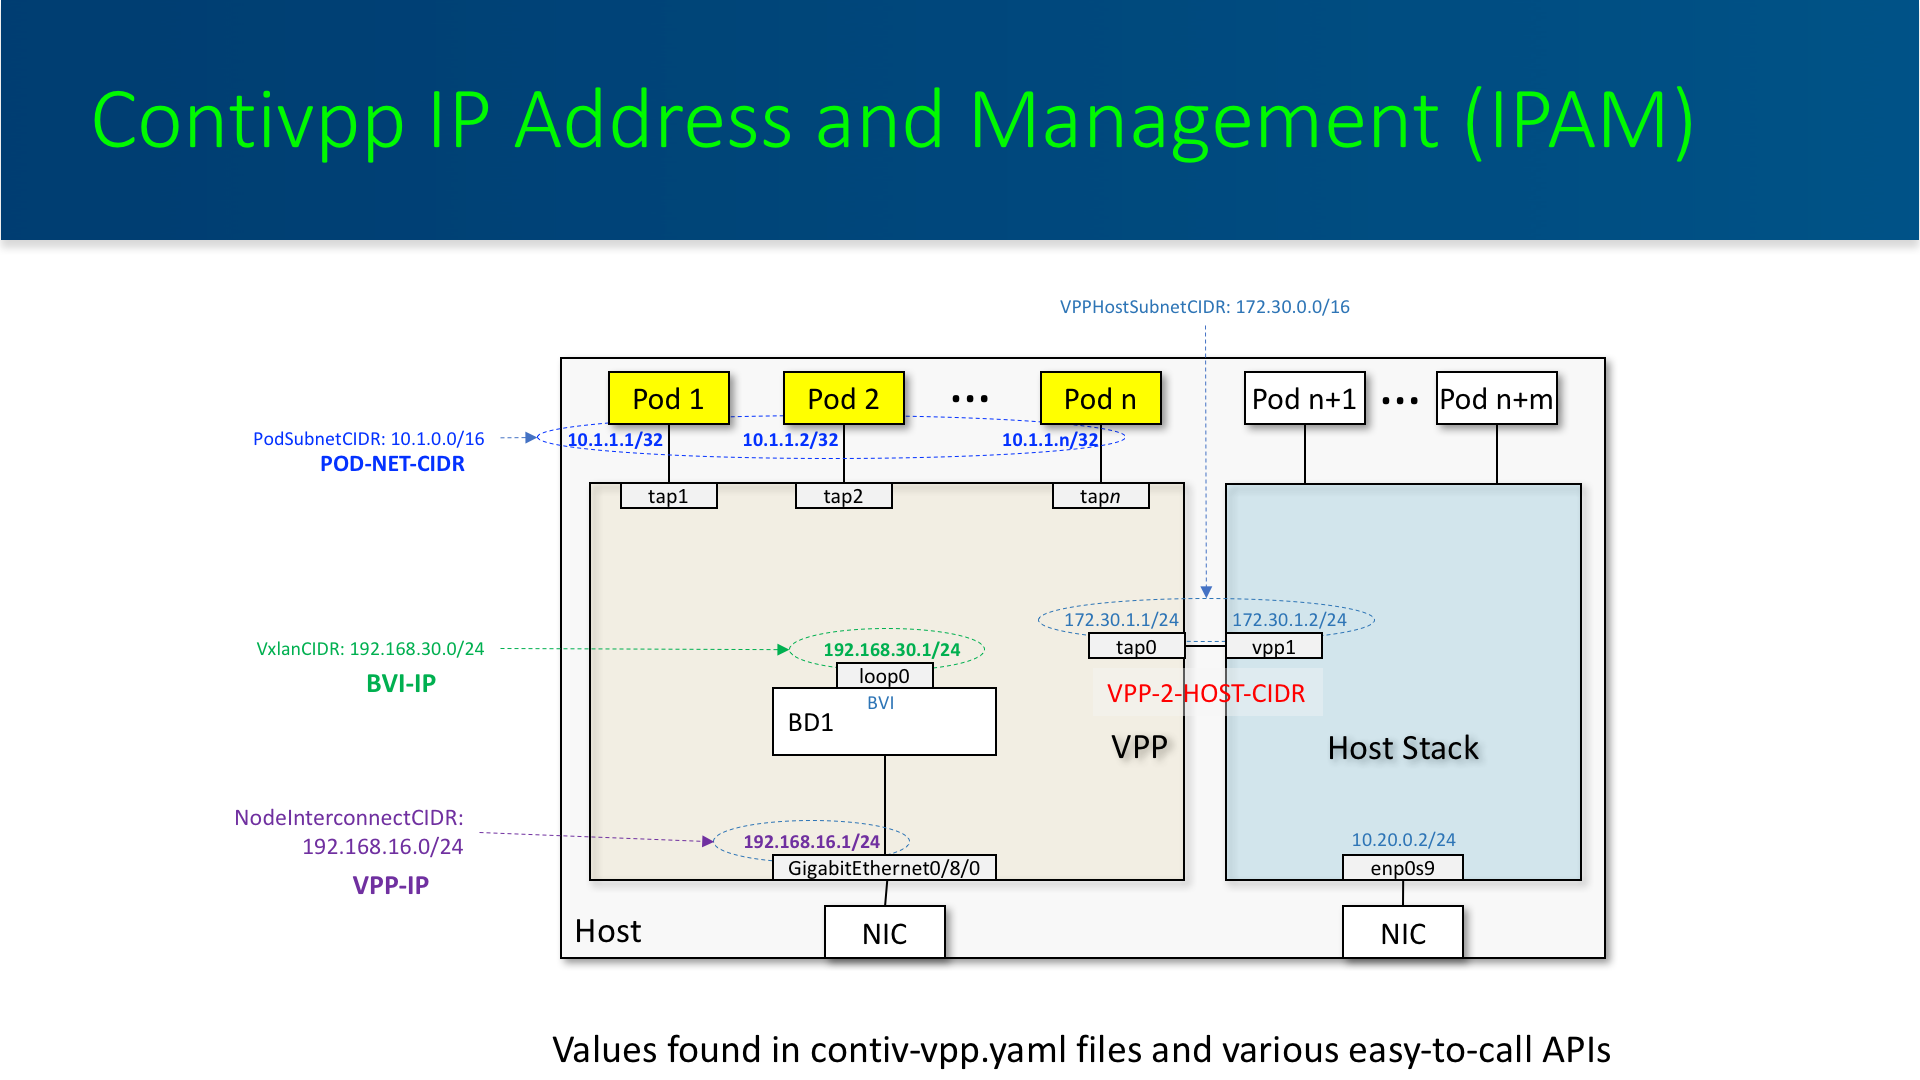 Contivpp IP Address and Management (IPAM)
VPPHostSubnetCIDR: 172.30.0.0/16
Pod 1
Pod 2
•••
Pod n
Pod n+1
•••
Pod n+m
PodSubnetCIDR: 10.1.0.0/16
POD-NET-CIDR
10.1.1.1/32
10.1.1.2/32
10.1.1.n/32
tap1
tap2
tapn
172.30.1.1/24
172.30.1.2/24
tap0
vpp1
VPP-2-HOST-CIDR
VxlanCIDR: 192.168.30.0/24
BVI-IP
192.168.30.1/24
loop0
BVI
BD1
VPP
Host Stack
NodeInterconnectCIDR:
192.168.16.0/24
VPP-IP
192.168.16.1/24
GigabitEthernet0/8/0
10.20.0.2/24
enp0s9
Host
NIC
NIC
Values found in contiv-vpp.yaml files and various easy-to-call APIs